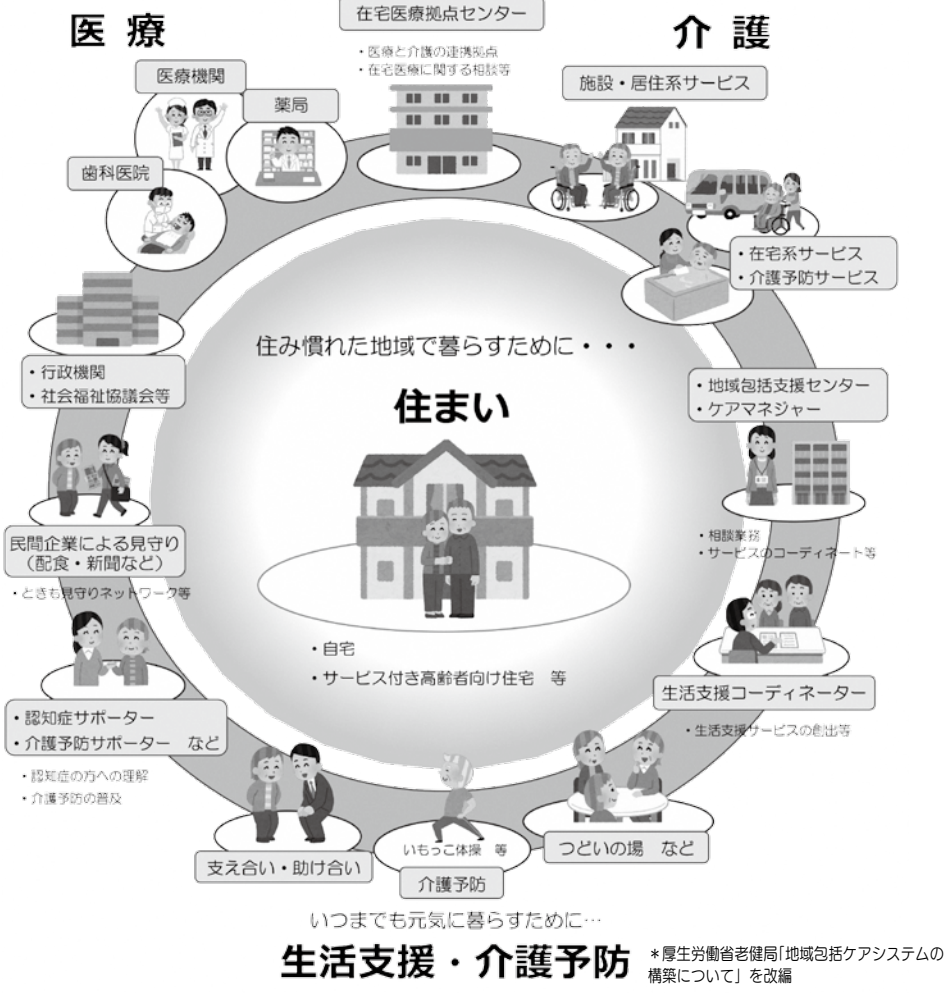 医療
在宅医療拠点センター
・医療と介護の連携拠点
・在宅医療に関する相談等
介護
医療機関
薬局
歯科医院
施設・居住系サービス
・在宅系サービス
・介護予防サービス
・行政機関
・社会福祉協議会等
住み慣れた地域で暮らすために・・・
住まい
・自宅
・サービス付き高齢者向け住宅 等
・地域包括支援センター
・ケアマネジャー
・相談業務
・サービスのコーディネート等
民間企業による見守り
（配食・新聞など）
・ときも見守りネットワーク等
生活支援コーディネーター
・生活支援サービスの創出等
・認知症サポーター
・介護予防サポーター など
・認知症の方への理解
・介護予防の普及
支え合い・助け合い
いもっこ体操 等
介護予防
つどいの場 など
いつまでも元気に暮らすために…
生活支援・介護予防
＊厚生労働省老健局「地域包括ケアシステムの
構築について」を改編